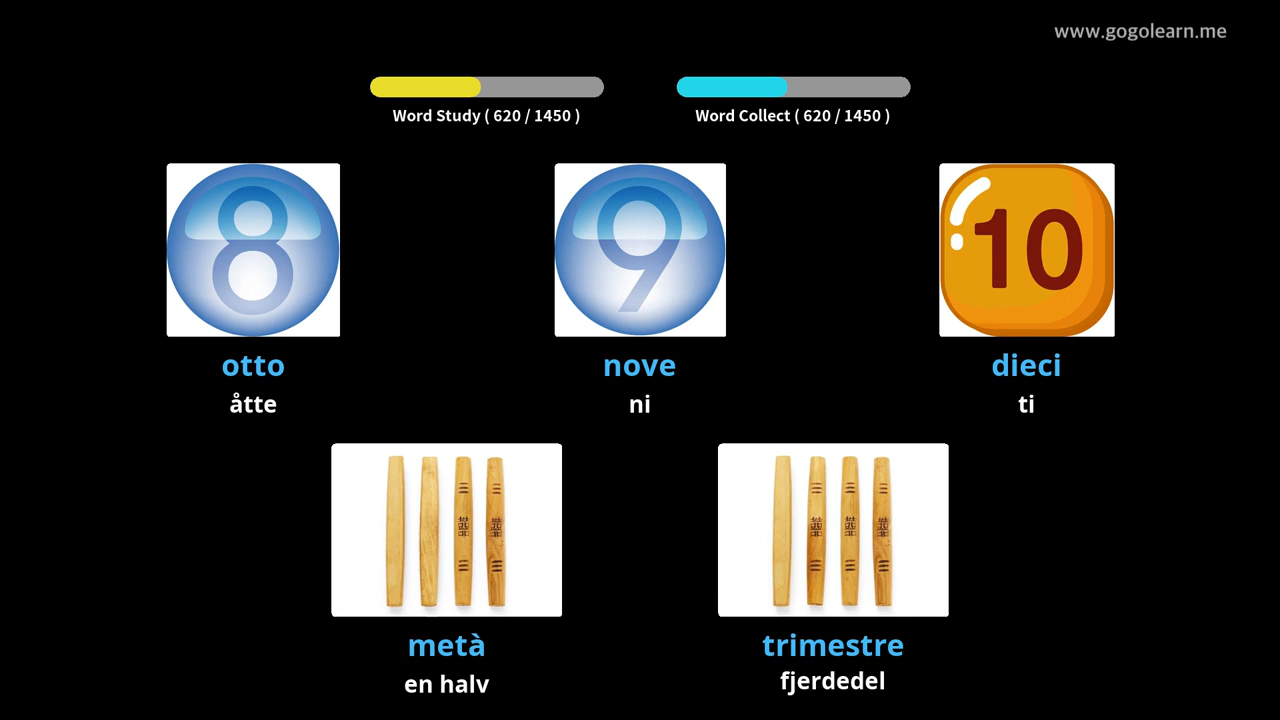 www.gogolearn.me
Word Study ( 620 / 1450 )
Word Collect ( 620 / 1450 )
8
9
10
otto
nove
dieci
åtte
ni
ti
metà
trimestre
en halv
fjerdedel